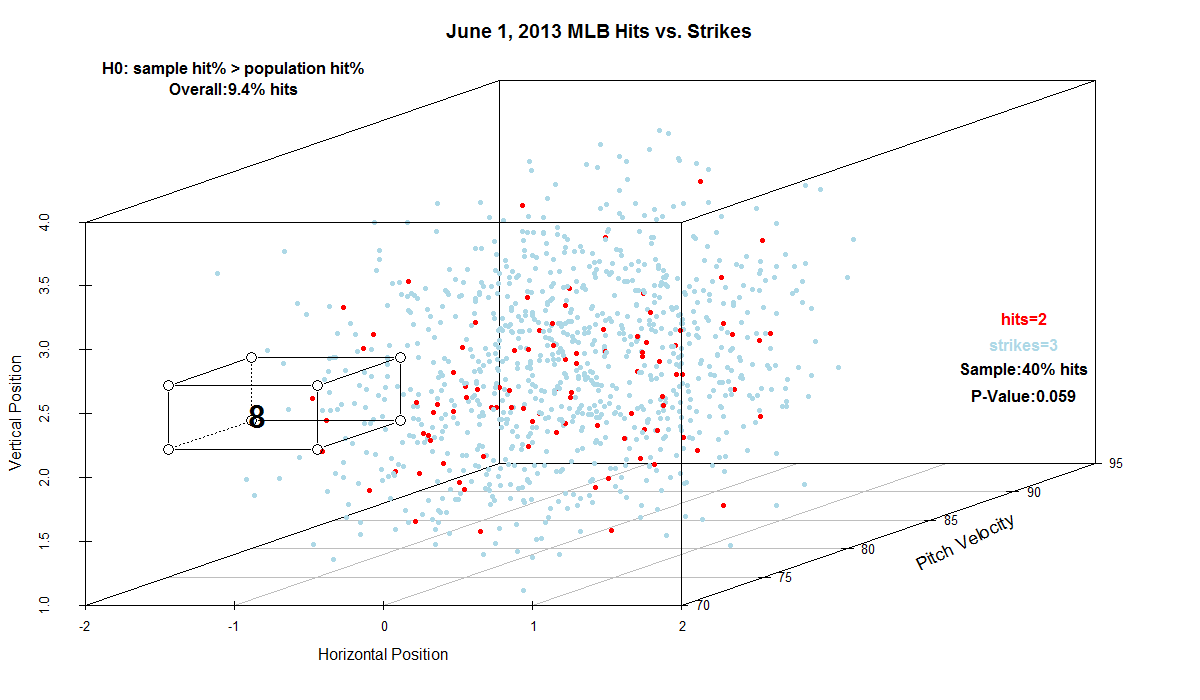 June 1, 2013 MLB Hits vs. Strikes
H0: sample hit% > population hit%
Overall:9.4% hits
4.0
3.5
3.0
2.5
2.0
1.5
1.0
Vertical Position
8
hits=2
strikes=3
Sample:40% hits
P-Value:0.059
95
90
85
80
75
70
Pitch Velocity
-2 -1 0 1 2
Horizontal Position